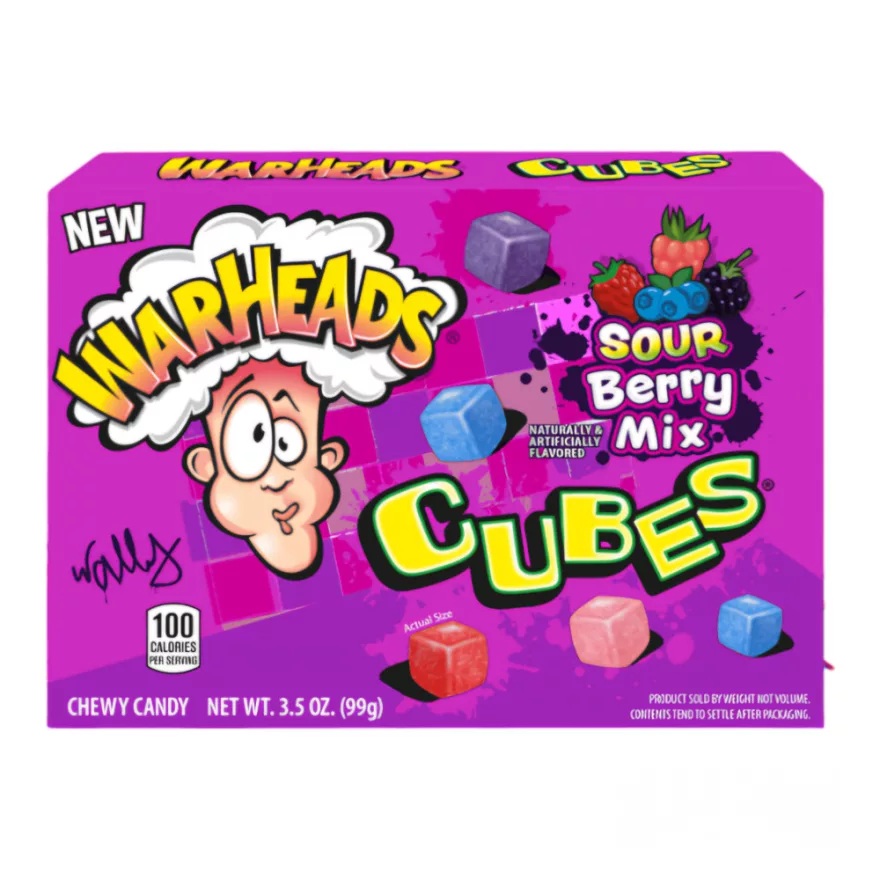 WARHEADS CUBES
NEW
WARHEADS®
SOUR
Berry
Mix
NATURALLY &
ARTIFICIALLY
FLAVORED
CUBES®
Wally
Actual Size
100
CALORIES
PER SERVING
CHEWY CANDY NET WT. 3.5 OZ. (99g)
PRODUCT SOLD BY WEIGHT NOT VOLUME.
CONTENTS TEND TO SETTLE AFTER PACKAGING.